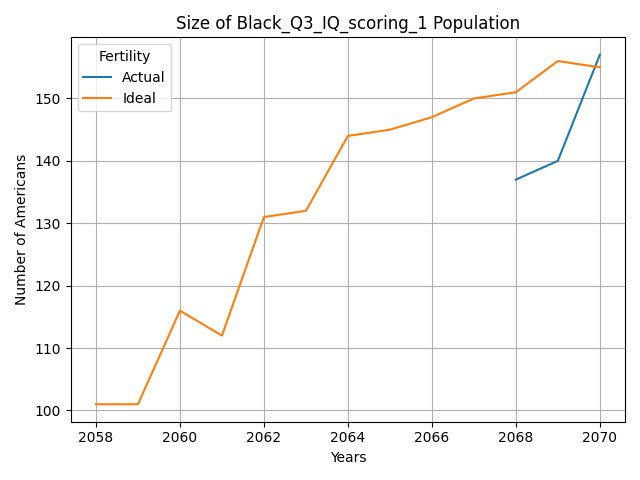 Size of Black_Q3_IQ_scoring_1 Population
Fertility
Actual
Ideal
Number of Americans
150
140
130
120
110
100
2058 2060 2062 2064 2066 2068 2070
Years